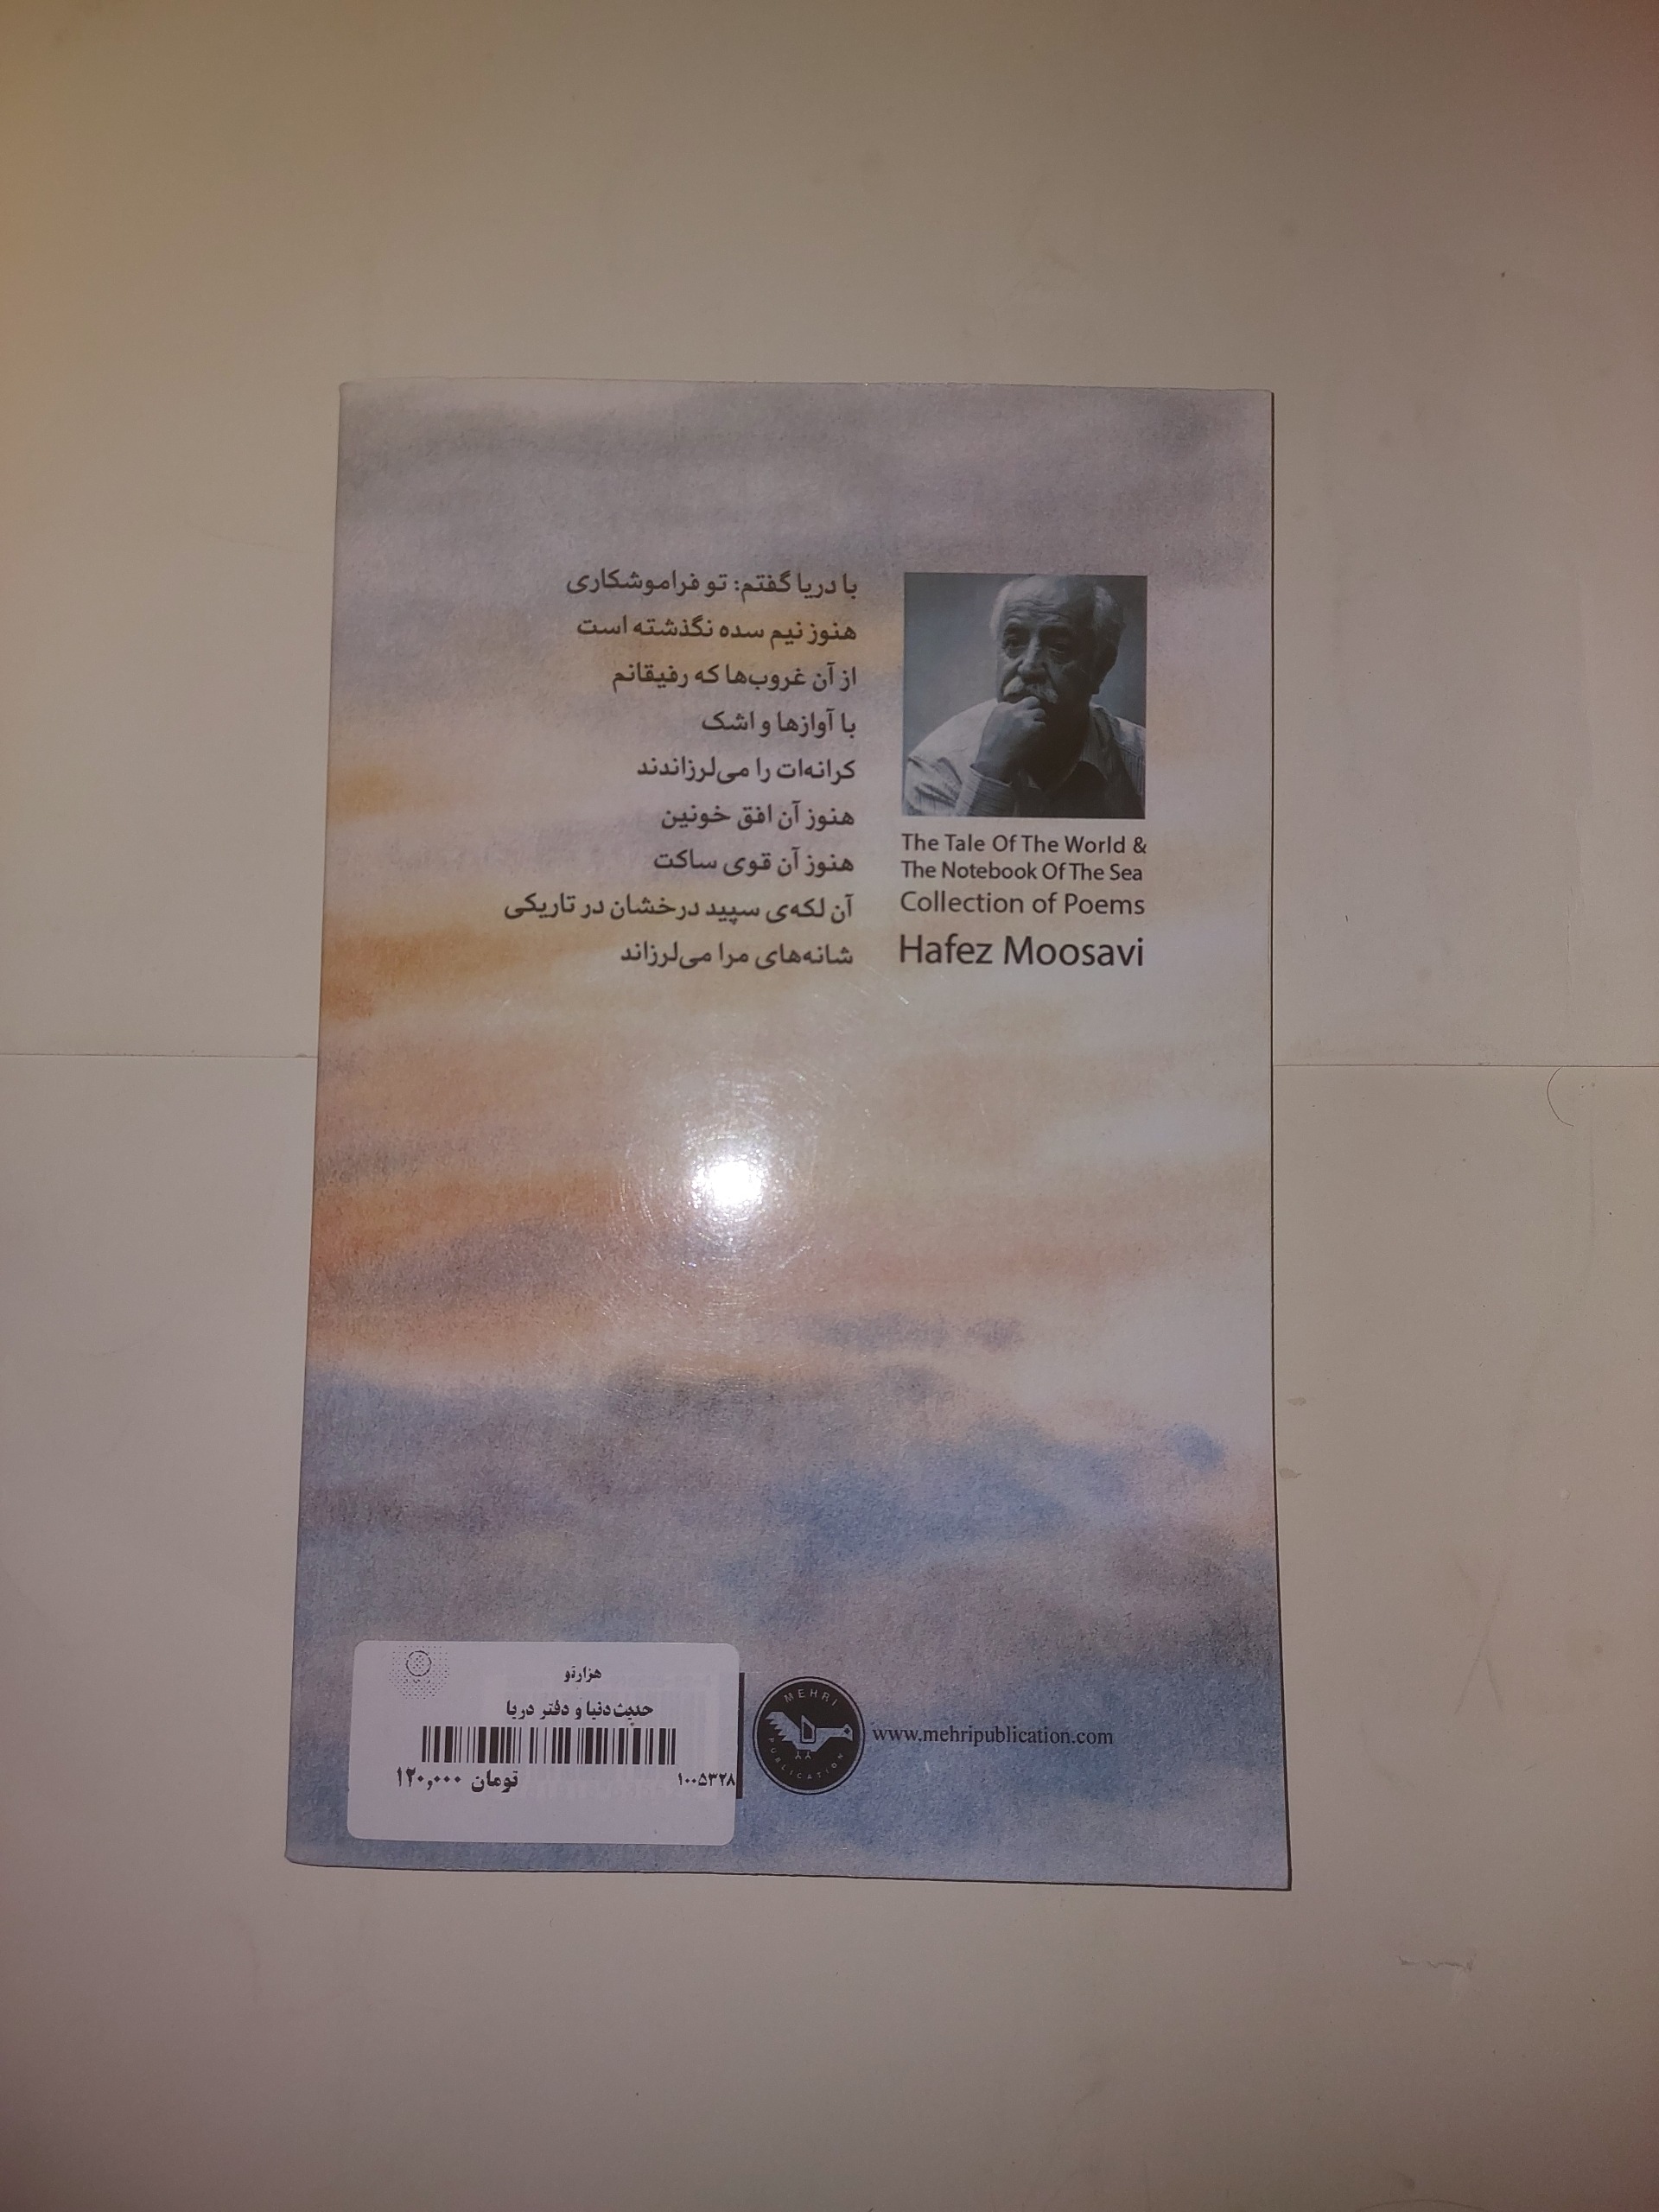 با دریا گفتم: تو فراموشکاری
هنوز نیم سده نگذشته است
از آن غروب‌ها که رفیقانم
با آوازها و اشک
کرانه‌ات را می‌لرزاندند
هنوز آن افق خونین
هنوز آن قوی ساکت
آن لکه‌ی سپید درخشان در تاریکی
شانه‌های مرا می‌لرزاند
The Tale Of The World &
The Notebook Of The Sea
Collection of Poems
Hafez Moosavi
هزارتو
حدیث دنیا و دفتر دریا
۱۰۰۵۳۲۸
۱۲۰,۰۰۰ تومان
MEHRI
PUBLICATION
www.mehripublication.com